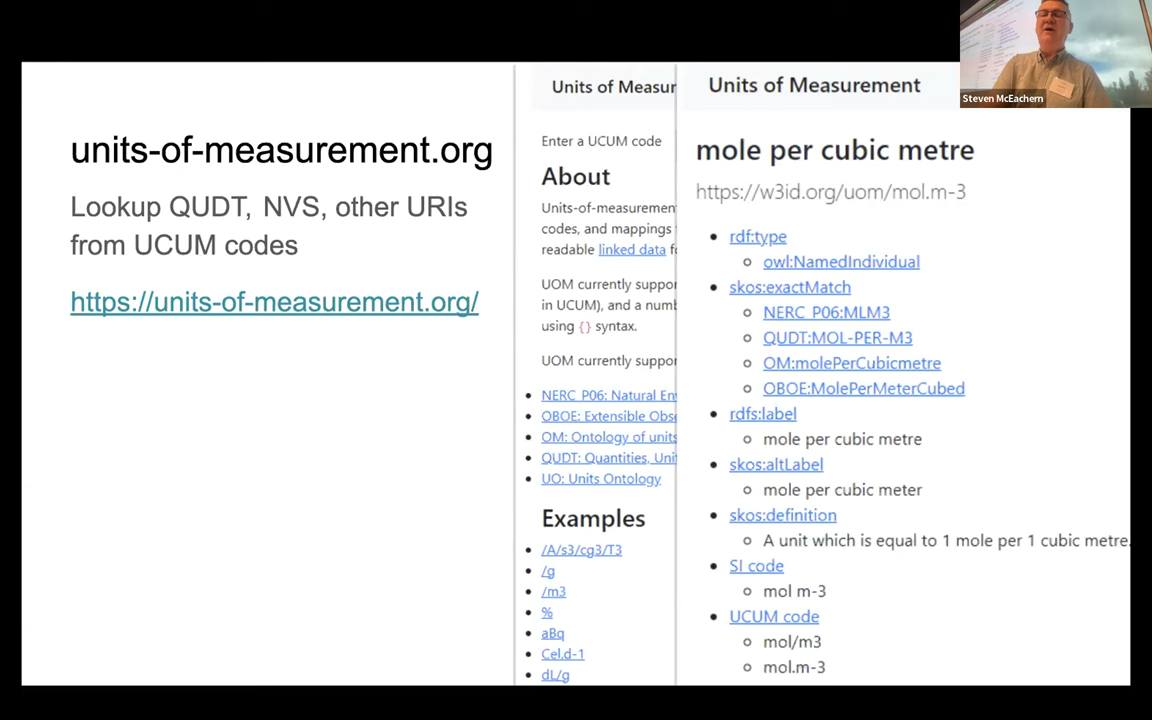 Steven McEachern
units-of-measurement.org
Lookup QUDT, NVS, other URIs
from UCUM codes
https://units-of-measurement.org/
Units of Measur
Enter a UCUM code
About
Units-of-measurement
codes, and mappings
readable linked data fo
UOM currently suppor
in UCUM), and a numb
using {} syntax.
UOM currently suppor
NERC P06: Natural En
OBOE: Extensible Obse
OM: Ontology of units
QUDT: Quantities, Unit
UO: Units Ontology
Examples
/A/s3/cg3/T3
/g
/m3
%
aBq
Cel.d-1
dL/g
Units of Measurement
mole per cubic metre
https://w3id.org/uom/mol.m-3
rdf:type
owl:NamedIndividual
skos:exactMatch
NERC P06:MLM3
QUDT:MOL-PER-M3
OM:molePerCubicmetre
OBOE:MolePerMeterCubed
rdfs:label
mole per cubic metre
skos:altLabel
mole per cubic meter
skos:definition
A unit which is equal to 1 mole per 1 cubic metre.
SI code
mol m-3
UCUM code
mol/m3
mol.m-3